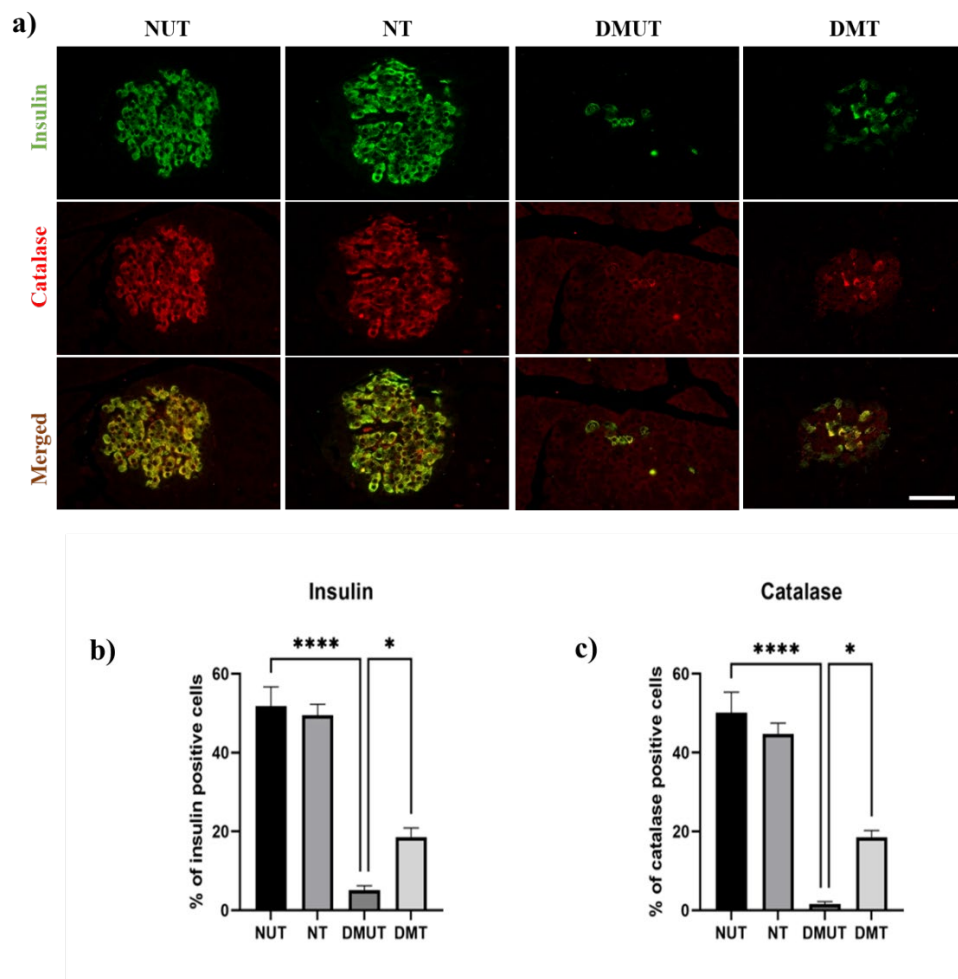 a)
NUT NT DMUT DMT
Insulin
Catalase
Merged
Insulin
b)
**** *
% of insulin positive cells
60
40
20
0
NUT NT DMUT DMT
Catalase
c)
**** *
% of catalase positive cells
60
40
20
0
NUT NT DMUT DMT